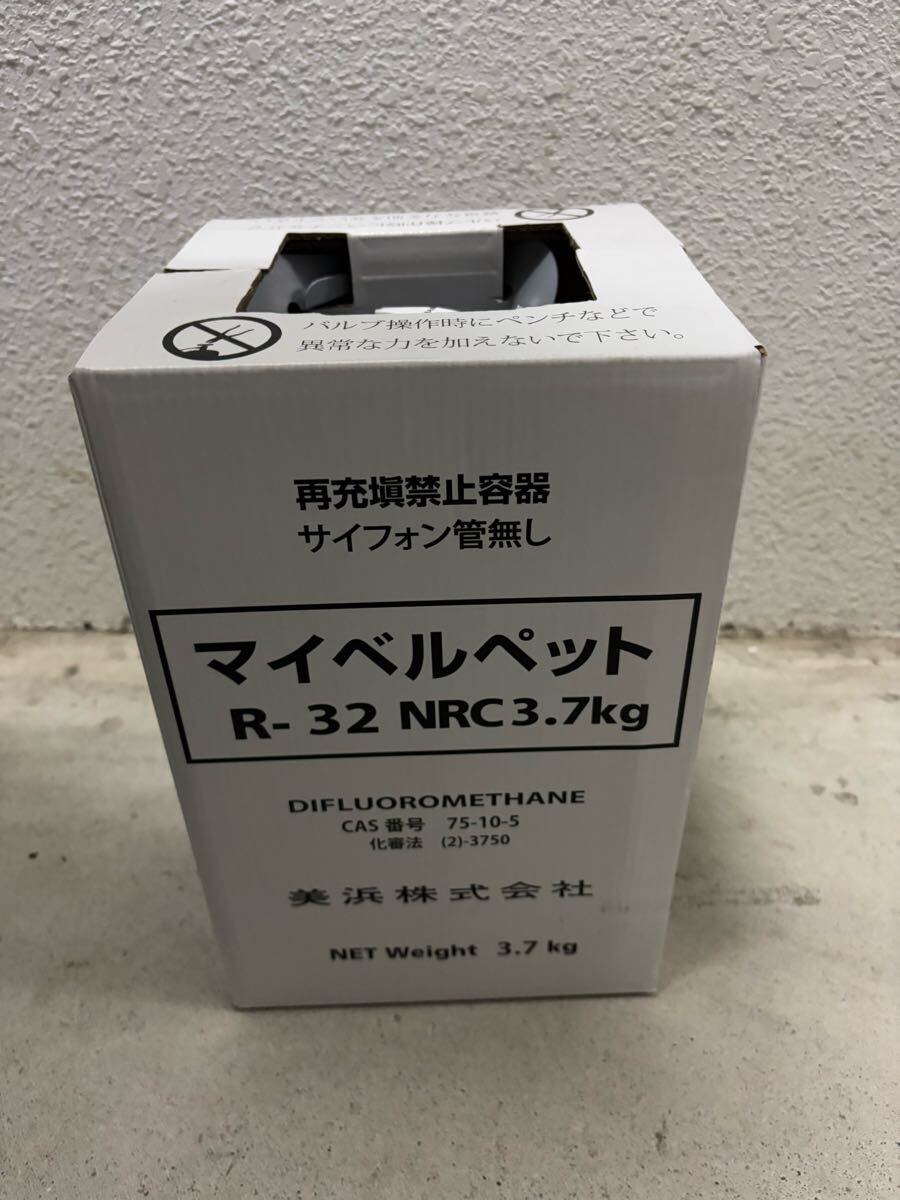 バルブ操作時にペンチなどで
異常な力を加えないで下さい。
再充塡禁止容器
サイフォン管無し
マイベルペット
R- 32 NRC3.7kg
DIFLUOROMETHANE
CAS 番号 75-10-5
化審法 (2)-3750
美浜株式会社
NET Weight 3.7 kg